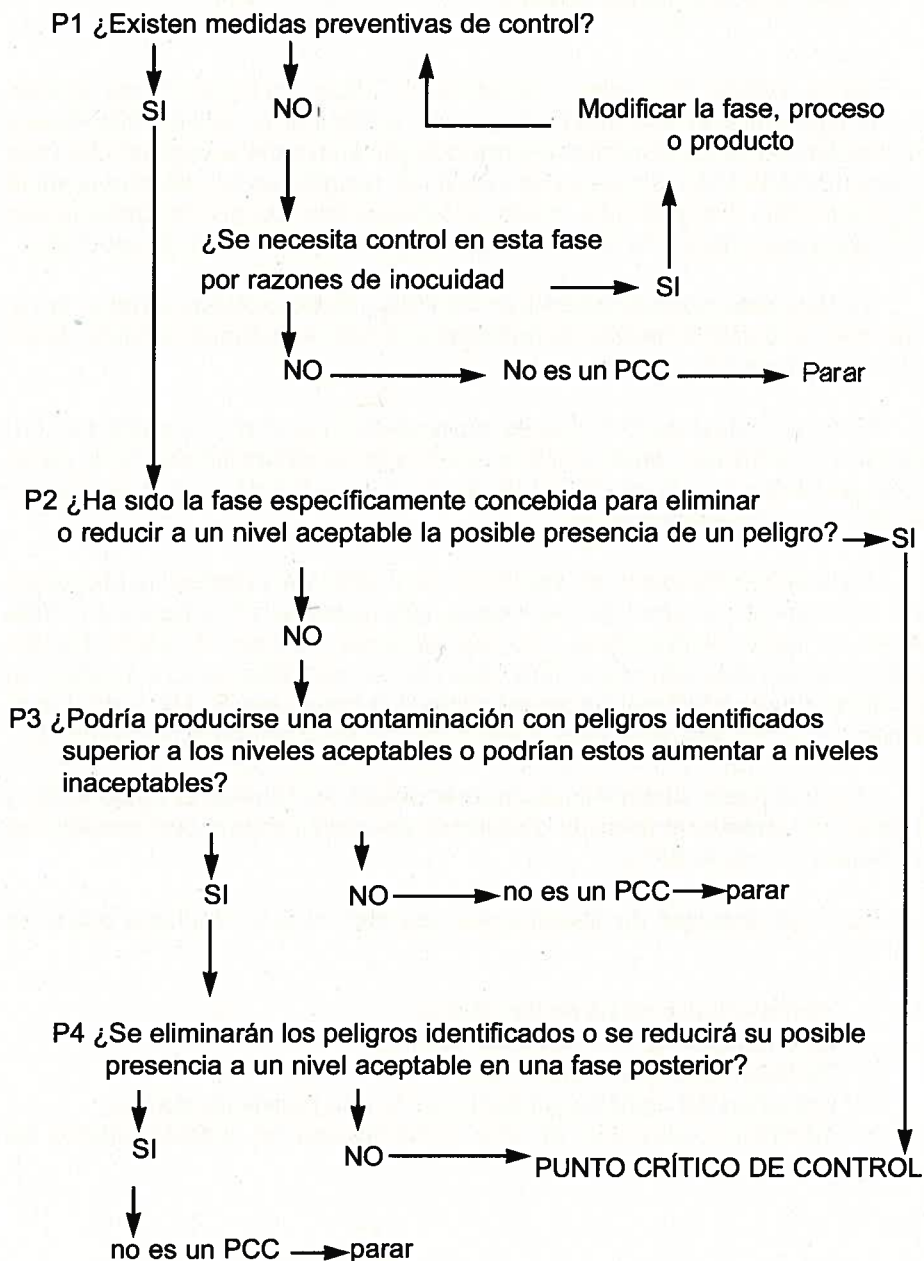 P1 ¿Existen medidas preventivas de control?
SI
NO
Modificar la fase, proceso
o producto
¿Se necesita control en esta fase
por razones de inocuidad
SI
NO
No es un PCC
Parar
P2 ¿Ha sido la fase específicamente concebida para eliminar
o reducir a un nivel aceptable la posible presencia de un peligro?
SI
NO
P3 ¿Podría producirse una contaminación con peligros identificados
superior a los niveles aceptables o podrían estos aumentar a niveles
inaceptables?
SI
NO
no es un PCC
parar
P4 ¿Se eliminarán los peligros identificados o se reducirá su posible
presencia a un nivel aceptable en una fase posterior?
SI
NO
PUNTO CRÍTICO DE CONTROL
no es un PCC
parar